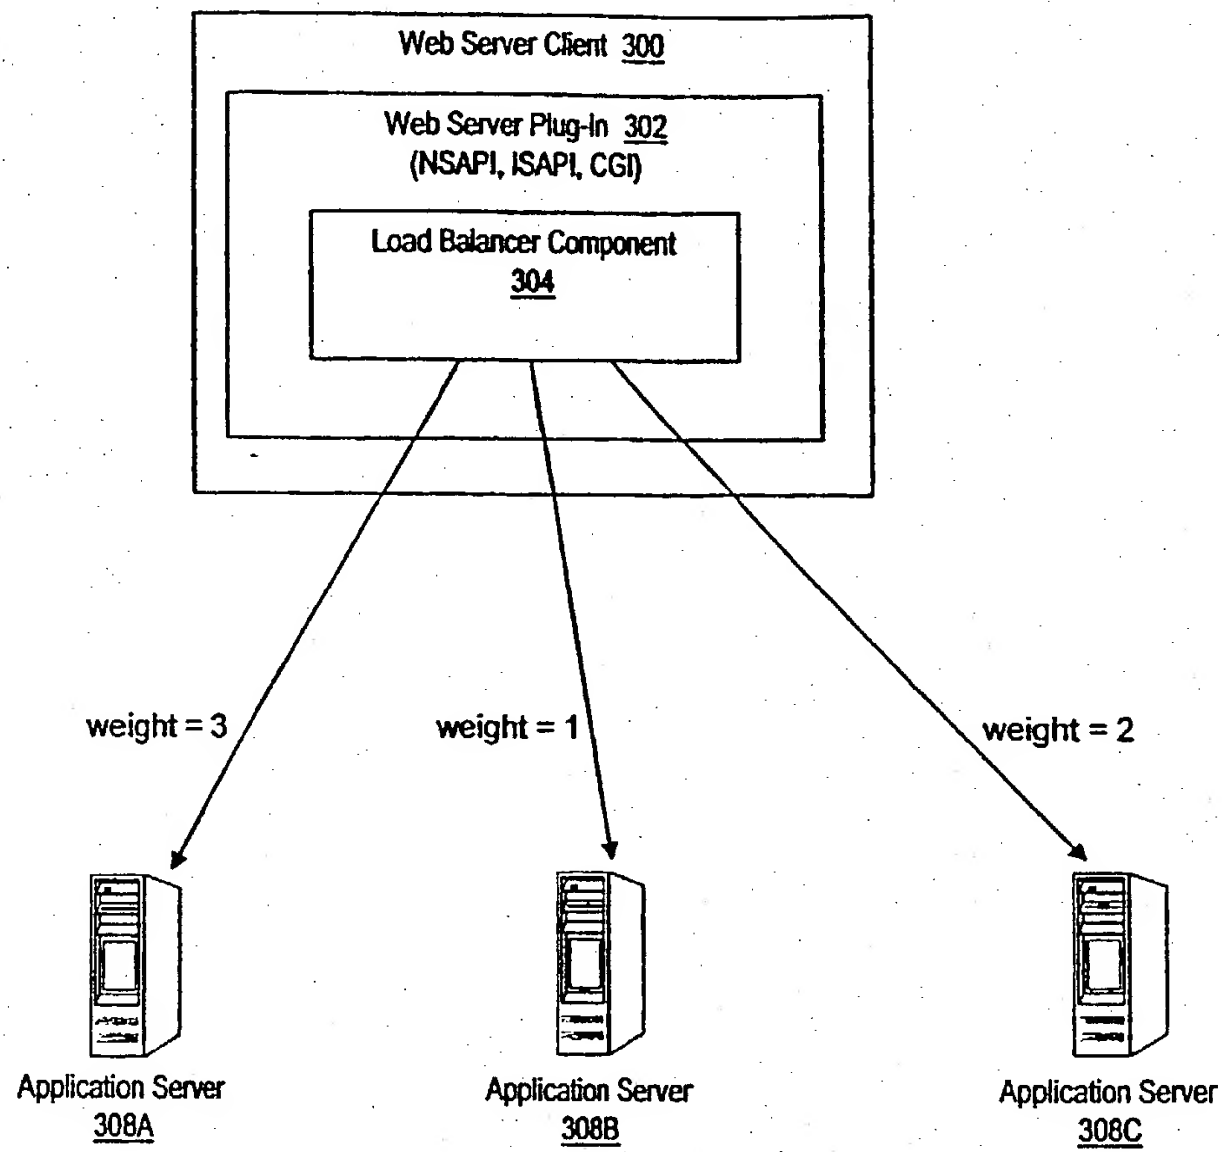 Web Server Client 300
Web Server Plug-In 302
(NSAPI, ISAPI, CGI)
Load Balancer Component
304
weight = 3
weight = 1
weight = 2
Application Server
308A
Application Server
308B
Application Server
308C